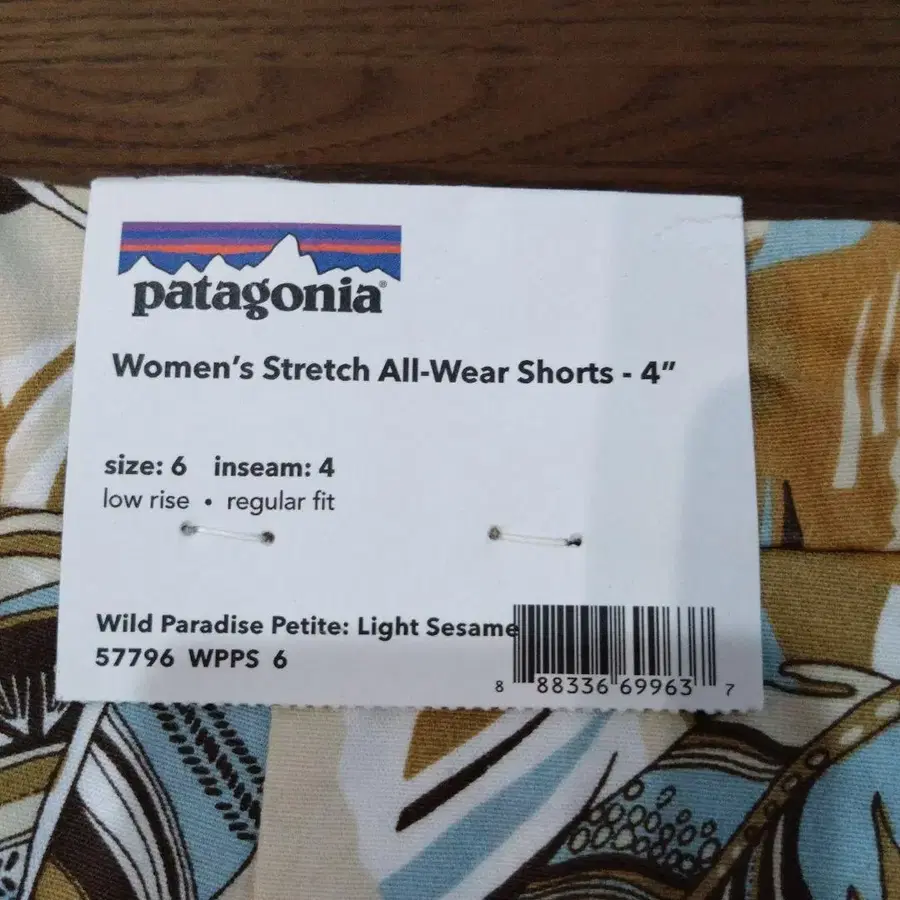 patagonia®
Women's Stretch All-Wear Shorts - 4"
size: 6 inseam: 4
low rise • regular fit
Wild Paradise Petite: Light Sesame
57796 WPPS 6
8 88336 69963 7